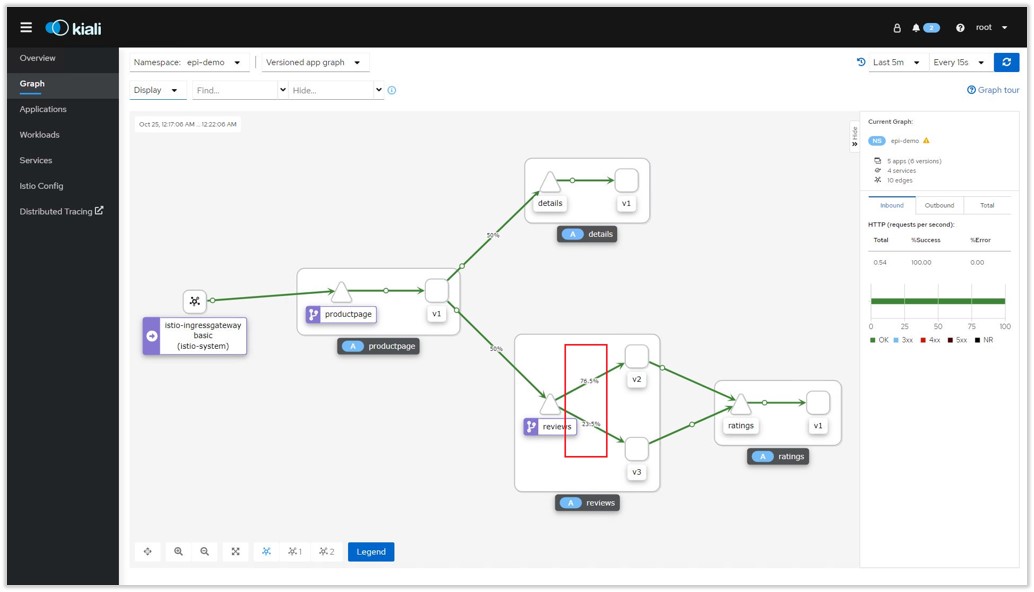 kiali
2
root
Overview
Graph
Applications
Workloads
Services
Istio Config
Distributed Tracing
Namespace: epi-demo
Versioned app graph
Last 5m
Every 15s
Display
Find...
Hide...
Graph tour
Oct 25, 12:17:06 AM ... 12:22:06 AM
Hide
Current Graph:
NS epi-demo
5 apps (6 versions)
4 services
10 edges
Inbound Outbound Total
HTTP (requests per second):
Total %Success %Error
0.54 100.00 0.00
0 25 50 75 100
OK 3xx 4xx 5xx NR
details
v1
A details
50%
istio-ingressgateway
basic
(istio-system)
productpage
v1
A productpage
50%
76.5%
v2
reviews
23.5%
v3
A reviews
ratings
v1
A ratings
1
2
Legend